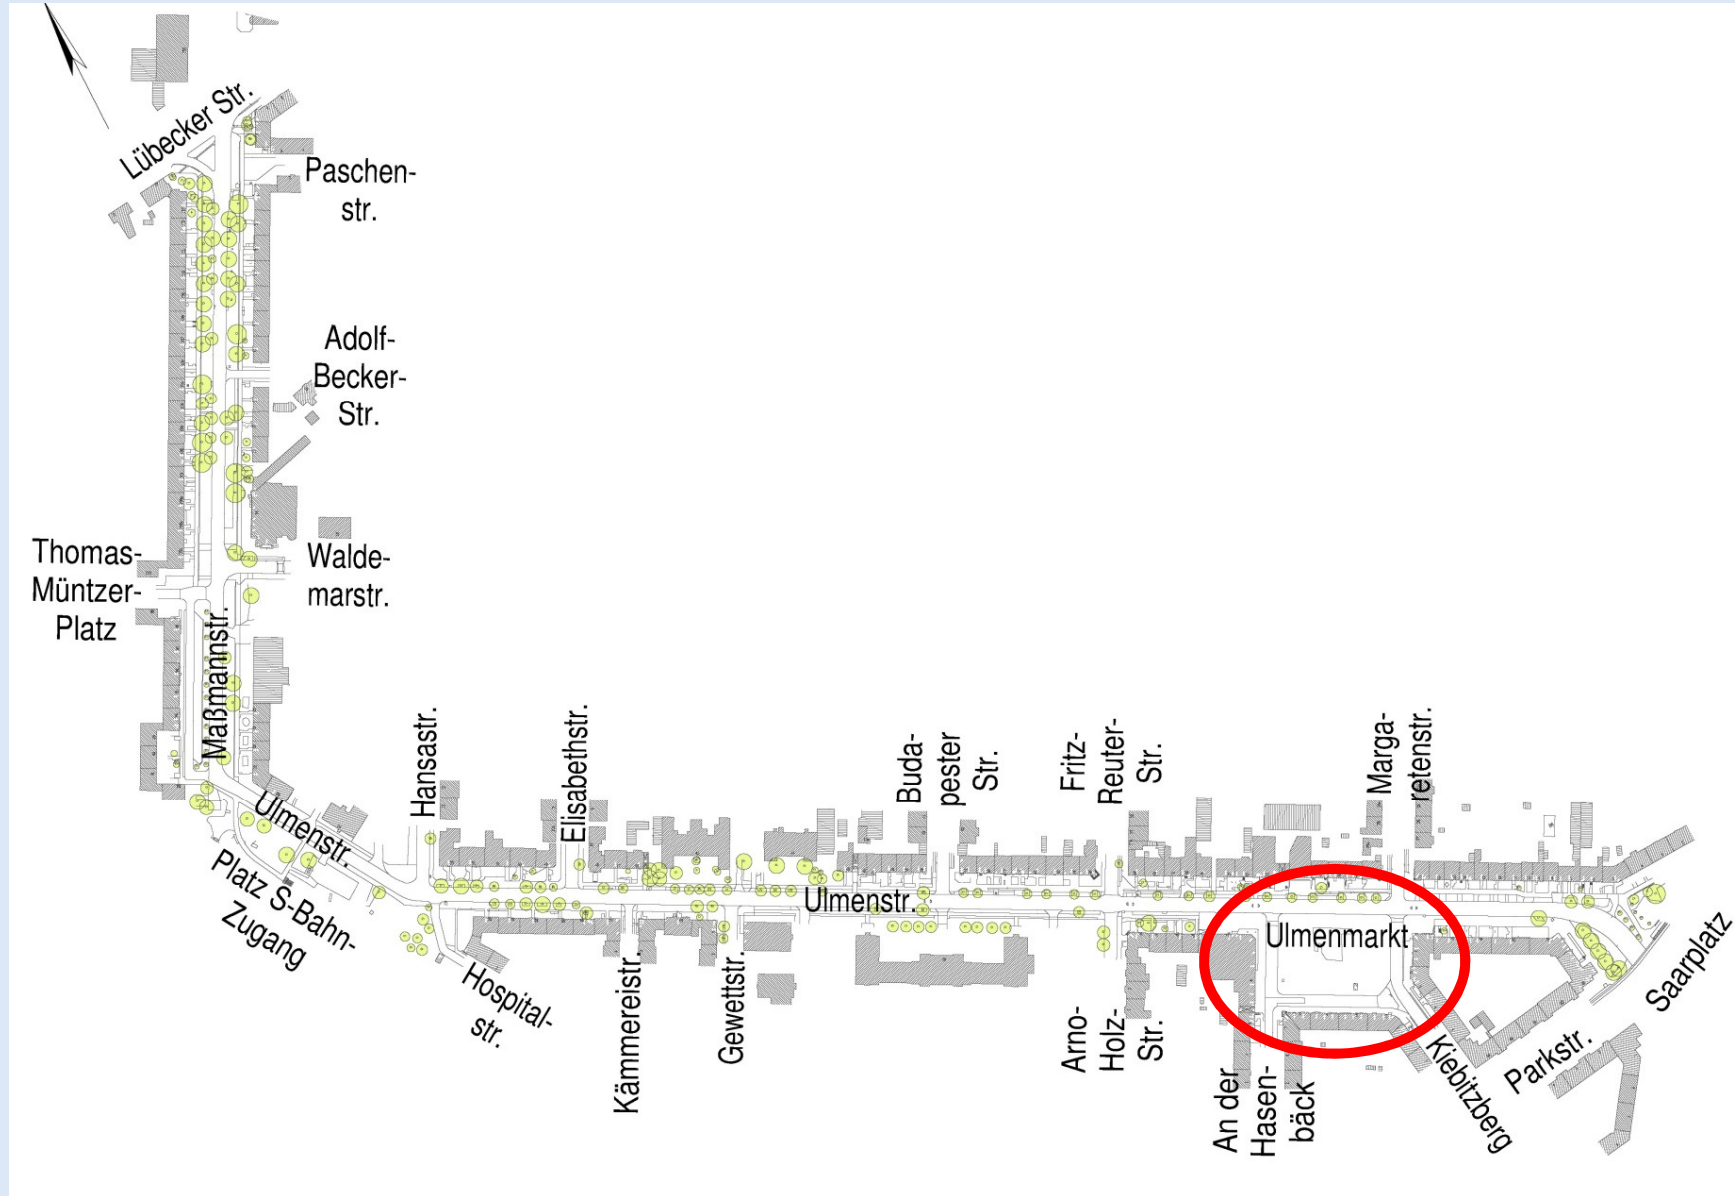 Lübecker Str.
Paschen-
str.
Adolf-
Becker-
Str.
Thomas-
Müntzer-
Platz
Walde-
marstr.
Maßmannstr.
Ulmenstr.
Platz S-Bahn-
Zugang
Hansastr.
Hospital-
str.
Elisabethstr.
Kämmereistr.
Gewettstr.
Ulmenstr.
Buda-
pester
Str.
Fritz-
Reuter-
Str.
Arno-
Holz-
Str.
Marga-
retenstr.
Ulmenmarkt
An der
Hasen-
bäck
Kiebitzberg
Parkstr.
Saarplatz